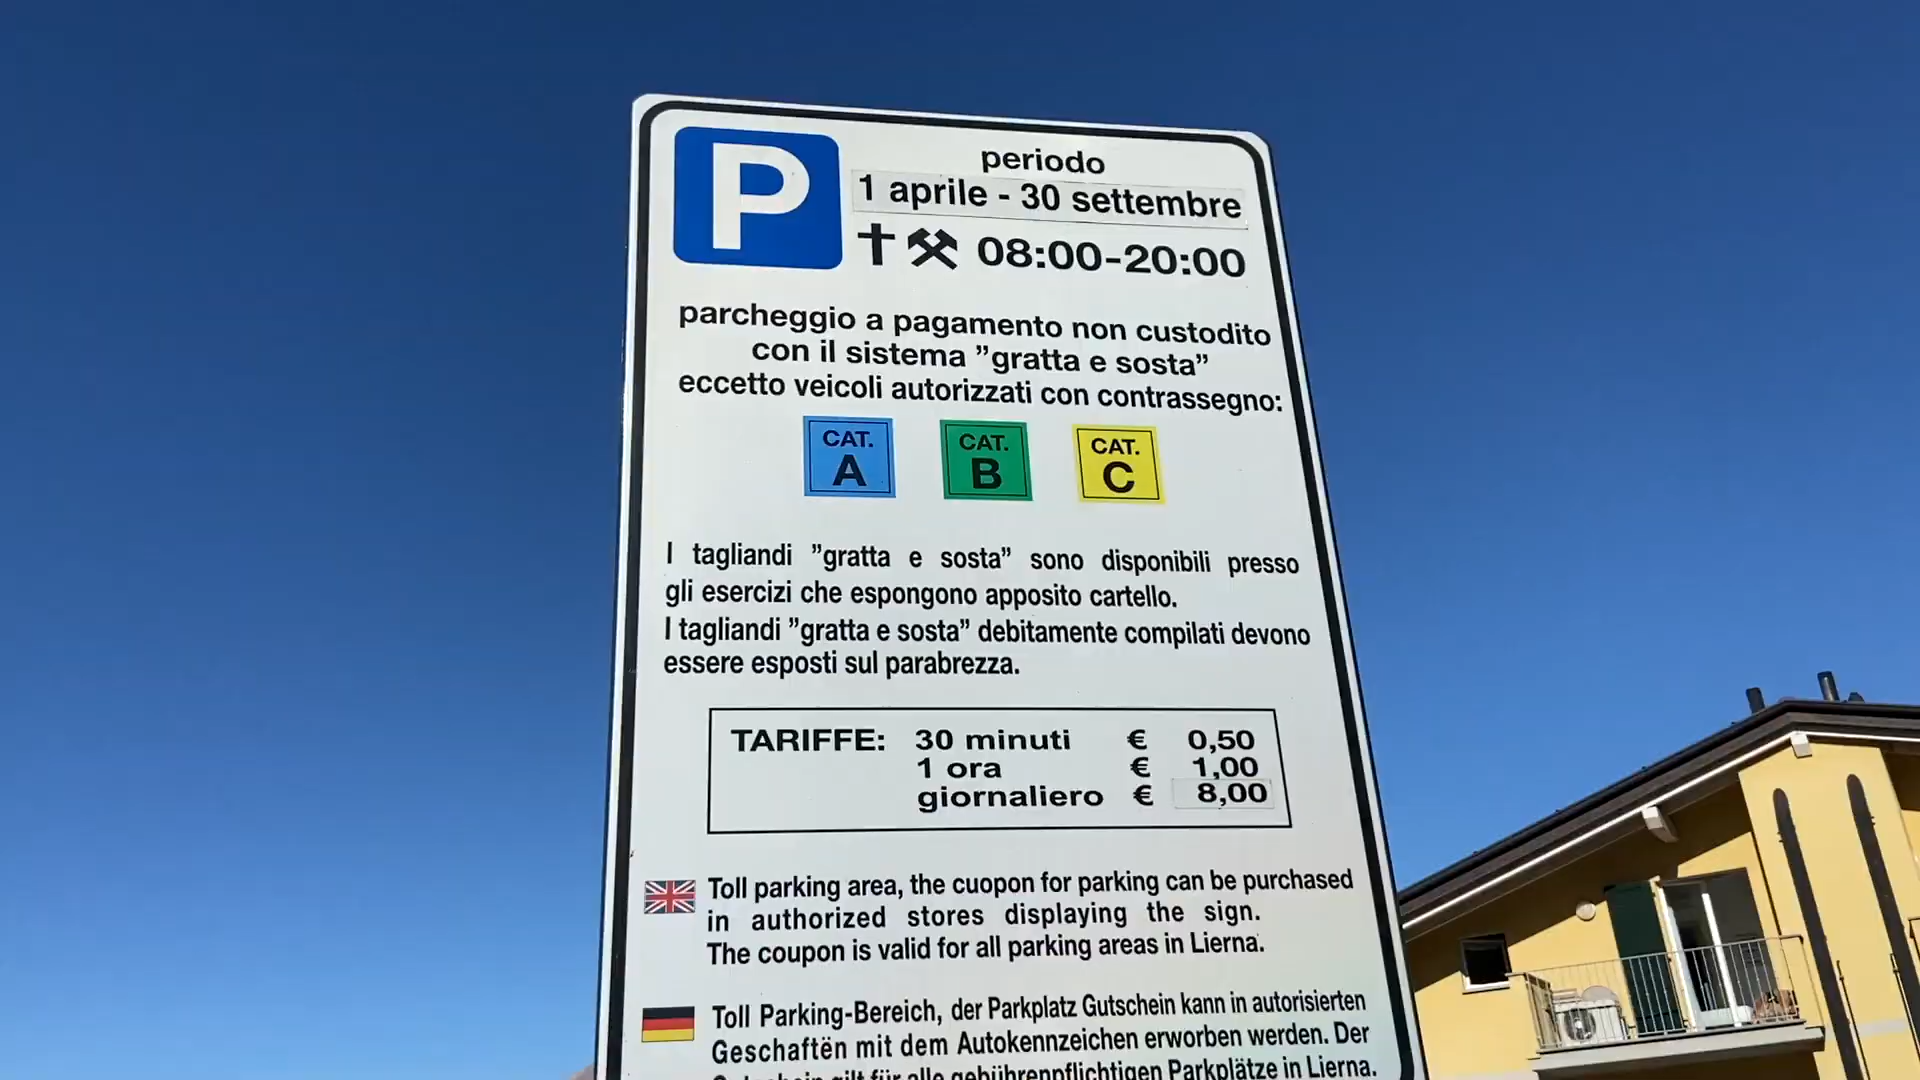 P
periodo
1 aprile - 30 settembre
08:00-20:00
parcheggio a pagamento non custodito
con il sistema ”gratta e sosta”
eccetto veicoli autorizzati con contrassegno:
CAT. A
CAT. B
CAT. C
I tagliandi ”gratta e sosta” sono disponibili presso
gli esercizi che espongono apposito cartello.
I tagliandi ”gratta e sosta” debitamente compilati devono
essere esposti sul parabrezza.
TARIFFE: 30 minuti € 0,50
1 ora € 1,00
giornaliero € 8,00
Toll parking area, the cuopon for parking can be purchased
in authorized stores displaying the sign.
The coupon is valid for all parking areas in Lierna.
Toll Parking-Bereich, der Parkplatz Gutschein kann in autorisierten
Geschaftën mit dem Autokennzeichen erworben werden. Der
Gutschein gilt für alle gebührenpflichtigen Parkplätze in Lierna.